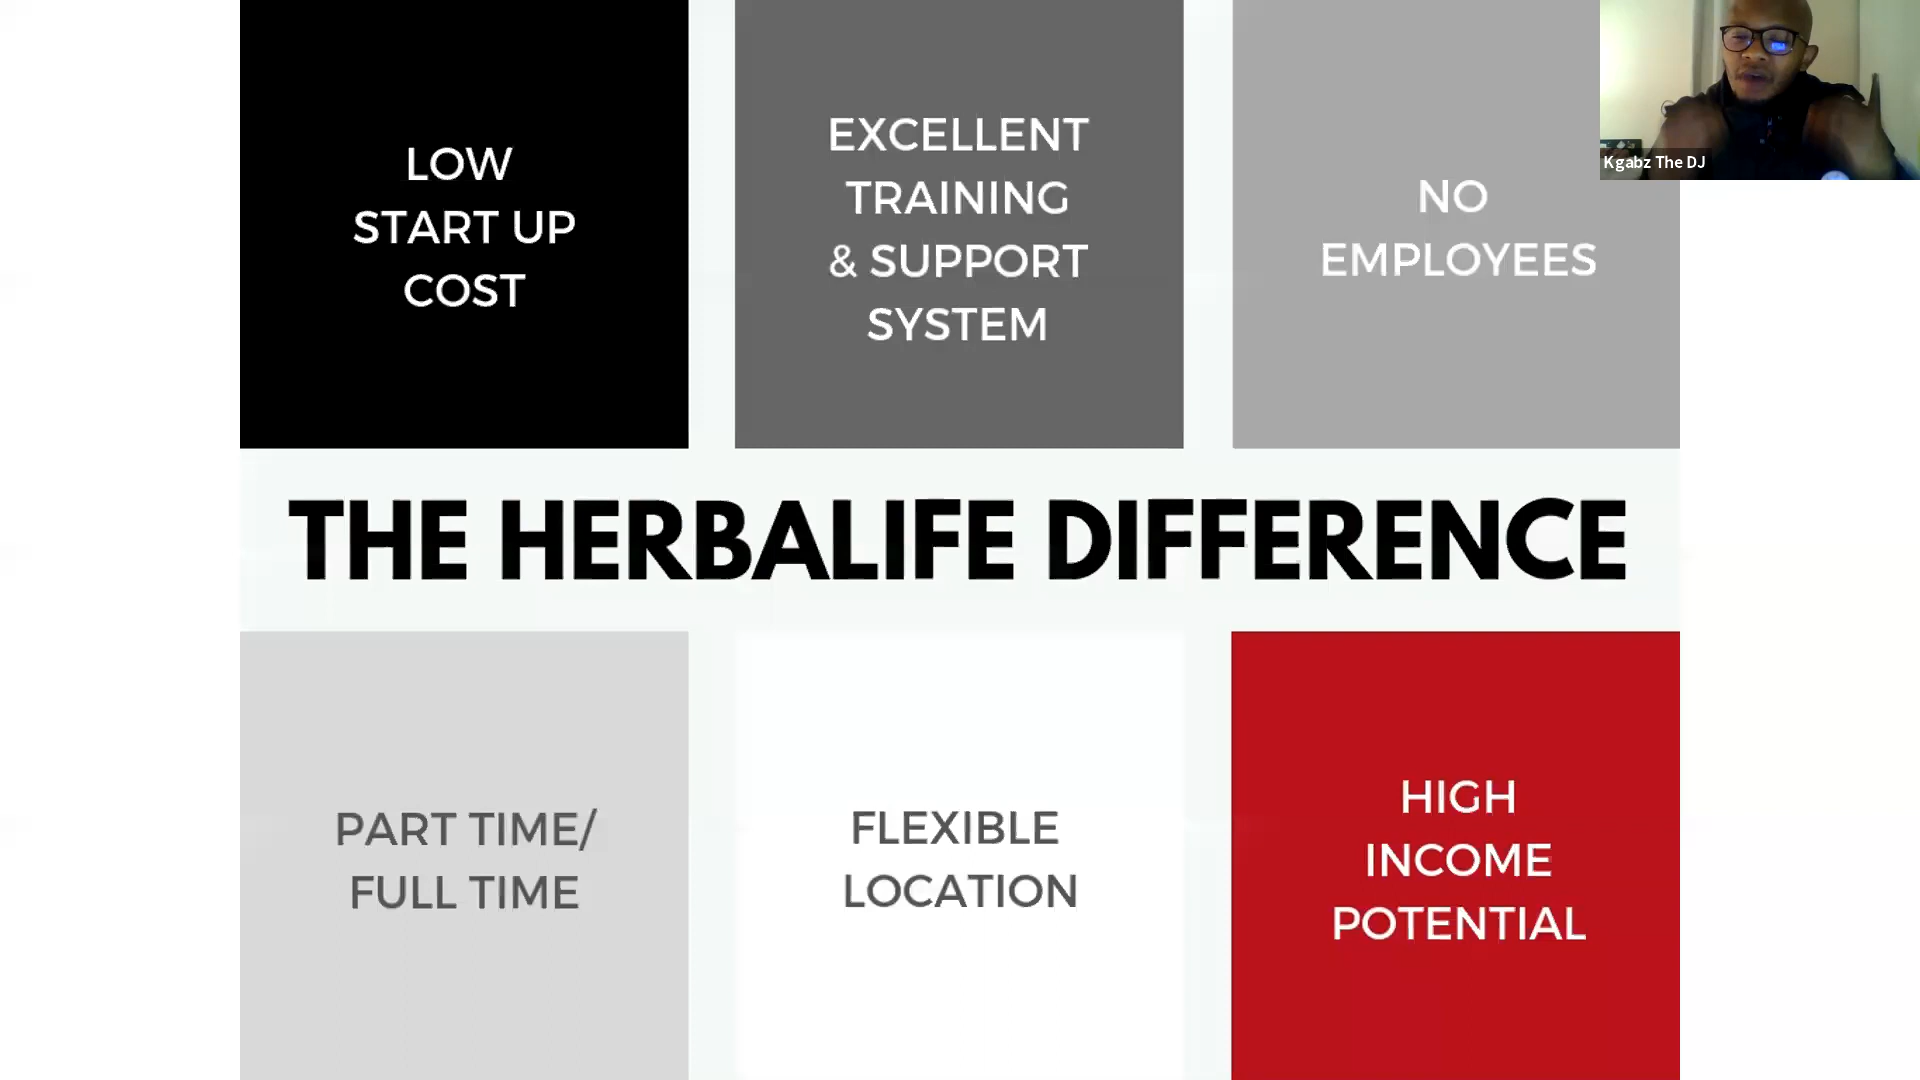 LOW
START UP
COST
EXCELLENT
TRAINING
& SUPPORT
SYSTEM
NO
EMPLOYEES
Kgabz The DJ
THE HERBALIFE DIFFERENCE
PART TIME/
FULL TIME
FLEXIBLE
LOCATION
HIGH
INCOME
POTENTIAL